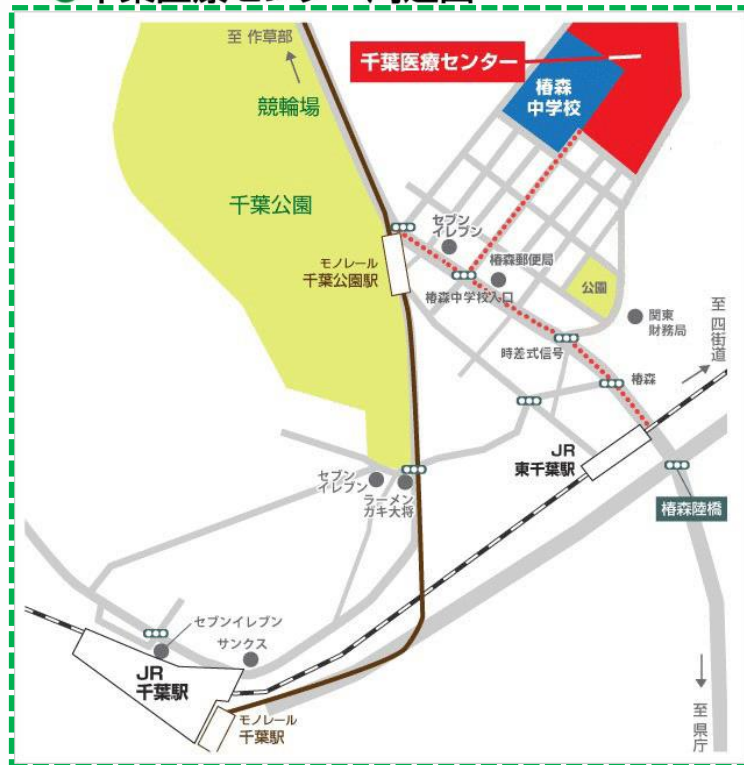 至 作草部
千葉医療センター
椿森
中学校
競輪場
千葉公園
セブン
イレブン
モノレール
千葉公園駅
椿森郵便局
椿森中学校入口
公園
関東
財務局
至 四街道
時差式信号
椿森
JR
東千葉駅
セブン
イレブン
ラーメン
ガキ大将
椿森陸橋
セブンイレブン
サンクス
JR
千葉駅
モノレール
千葉駅
至 県庁